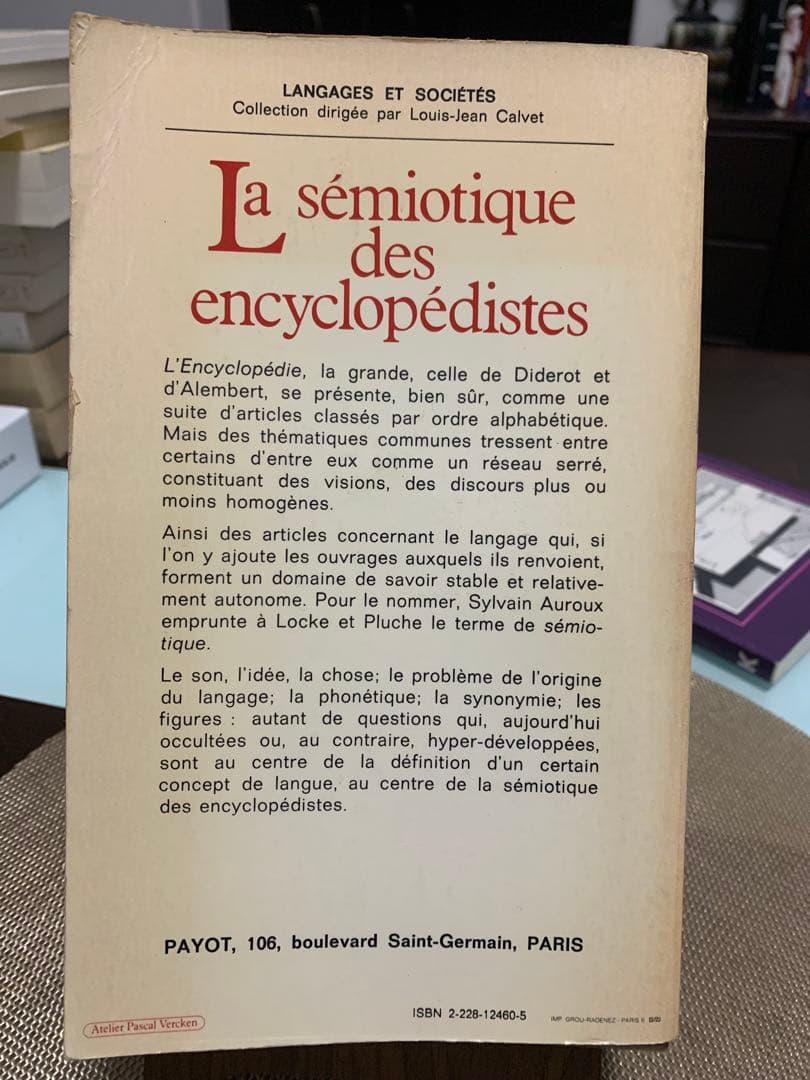 LANGAGES ET SOCIÉTÉS
Collection dirigée par Louis-Jean Calvet
La sémiotique
des
encyclopédistes
L'Encyclopédie, la grande, celle de Diderot et
d'Alembert, se présente, bien sûr, comme une
suite d'articles classés par ordre alphabétique.
Mais des thématiques communes tressent entre
certains d'entre eux comme un réseau serré,
constituant des visions, des discours plus ou
moins homogènes.
Ainsi des articles concernant le langage qui, si
l'on y ajoute les ouvrages auxquels ils renvoient,
forment un domaine de savoir stable et relative-
ment autonome. Pour le nommer, Sylvain Auroux
emprunte à Locke et Pluche le terme de sémio-
tique.
Le son, l'idée, la chose; le problème de l'origine
du langage; la phonétique; la synonymie; les
figures : autant de questions qui, aujourd'hui
occultées ou, au contraire, hyper-développées,
sont au centre de la définition d'un certain
concept de langue, au centre de la sémiotique
des encyclopédistes.
PAYOT, 106, boulevard Saint-Germain, PARIS
Atelier Pascal Vercken
ISBN 2-228-12460-5
IMP. GROU-RADENEZ - PARIS 6